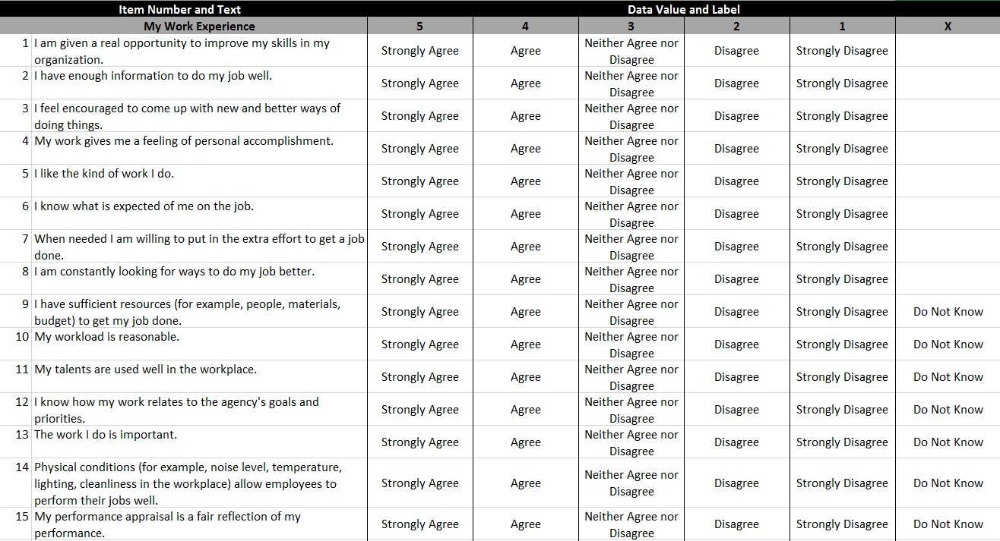 Item Number and Text Data Value and Label
My Work Experience 5 4 3 2 1 X
1 I am given a real opportunity to improve my skills in my organization. Strongly Agree Agree Neither Agree nor Disagree Disagree Strongly Disagree
2 I have enough information to do my job well. Strongly Agree Agree Neither Agree nor Disagree Disagree Strongly Disagree
3 I feel encouraged to come up with new and better ways of doing things. Strongly Agree Agree Neither Agree nor Disagree Disagree Strongly Disagree
4 My work gives me a feeling of personal accomplishment. Strongly Agree Agree Neither Agree nor Disagree Disagree Strongly Disagree
5 I like the kind of work I do. Strongly Agree Agree Neither Agree nor Disagree Disagree Strongly Disagree
6 I know what is expected of me on the job. Strongly Agree Agree Neither Agree nor Disagree Disagree Strongly Disagree
7 When needed I am willing to put in the extra effort to get a job done. Strongly Agree Agree Neither Agree nor Disagree Disagree Strongly Disagree
8 I am constantly looking for ways to do my job better. Strongly Agree Agree Neither Agree nor Disagree Disagree Strongly Disagree
9 I have sufficient resources (for example, people, materials, budget) to get my job done. Strongly Agree Agree Neither Agree nor Disagree Disagree Strongly Disagree Do Not Know
10 My workload is reasonable. Strongly Agree Agree Neither Agree nor Disagree Disagree Strongly Disagree Do Not Know
11 My talents are used well in the workplace. Strongly Agree Agree Neither Agree nor Disagree Disagree Strongly Disagree Do Not Know
12 I know how my work relates to the agency's goals and priorities. Strongly Agree Agree Neither Agree nor Disagree Disagree Strongly Disagree Do Not Know
13 The work I do is important. Strongly Agree Agree Neither Agree nor Disagree Disagree Strongly Disagree Do Not Know
14 Physical conditions (for example, noise level, temperature, lighting, cleanliness in the workplace) allow employees to perform their jobs well. Strongly Agree Agree Neither Agree nor Disagree Disagree Strongly Disagree Do Not Know
15 My performance appraisal is a fair reflection of my performance. Strongly Agree Agree Neither Agree nor Disagree Disagree Strongly Disagree Do Not Know